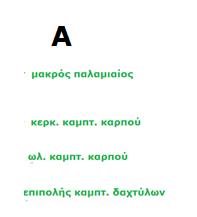 A
μακρός παλαμιαίος
κερκ. καμπτ. καρπού
ωλ. καμπτ. καρπού
επιπολής καμπτ. δαχτύλων